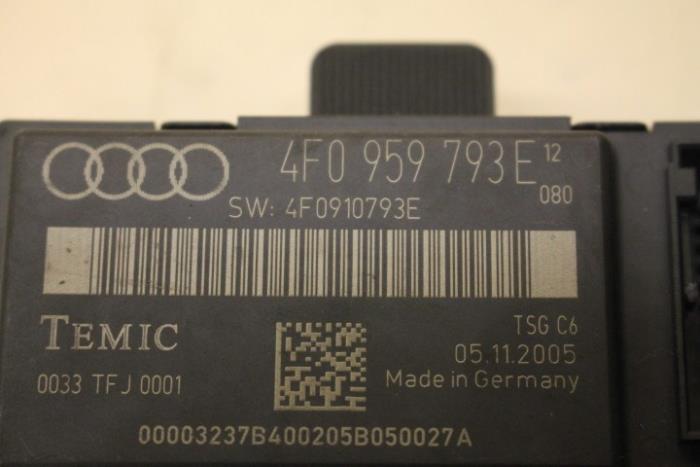 4F0 959 793E 12
080
SW: 4F0910793E
TEMIC
TSG C6
05.11.2005
0033 TFJ 0001
Made in Germany
00003237B400205B050027A